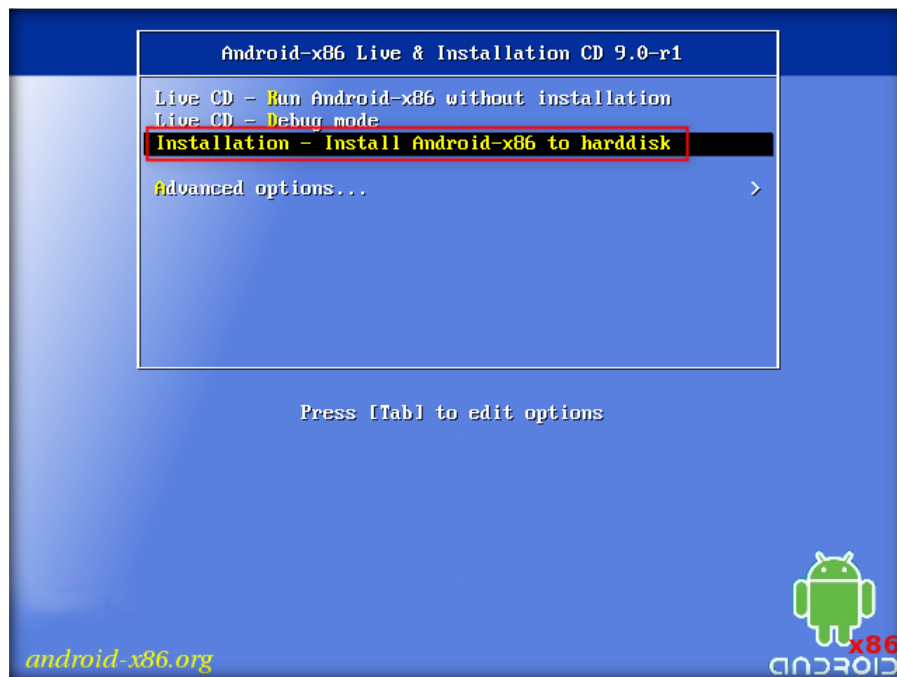 Android-x86 Live & Installation CD 9.0-r1
Live CD - Run Android-x86 without installation
Live CD - Debug mode
Installation - Install Android-x86 to harddisk
Advanced options... >
Press [Tab] to edit options
x86
android-x86.org
ANDROID